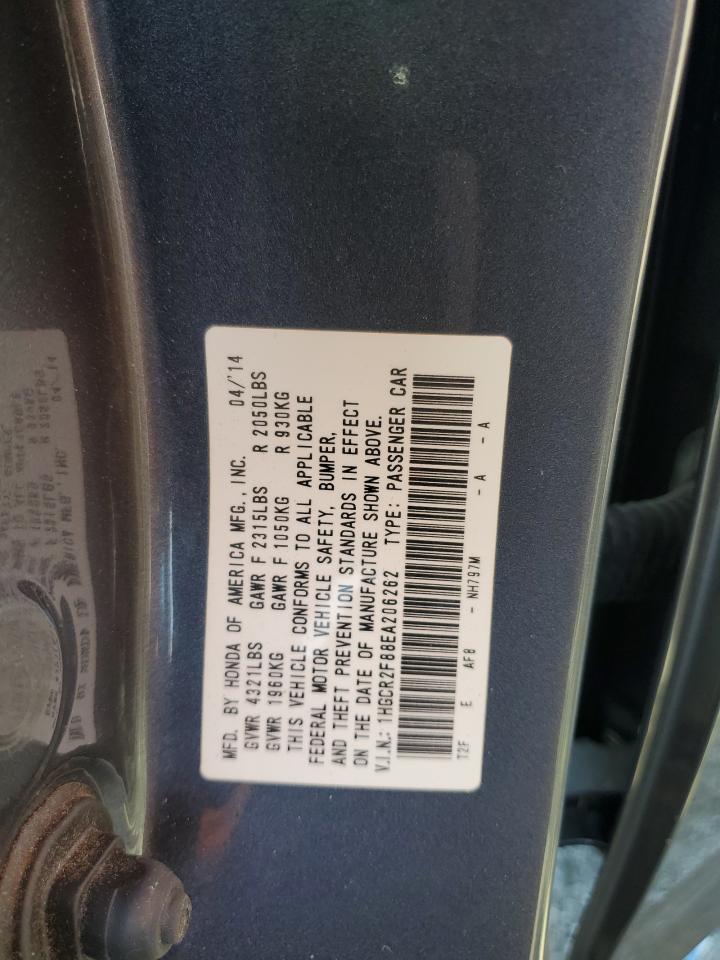 MFD. BY HONDA OF AMERICA MFG., INC. 04/'14
GVWR 4321LBS GAWR F 2315LBS R 2050LBS
GVWR 1960KG GAWR F 1050KG R 930KG
THIS VEHICLE CONFORMS TO ALL APPLICABLE
FEDERAL MOTOR VEHICLE SAFETY, BUMPER,
AND THEFT PREVENTION STANDARDS IN EFFECT
ON THE DATE OF MANUFACTURE SHOWN ABOVE.
V.I.N.: 1HGCR2F88EA206262 TYPE: PASSENGER CAR
T2F E AF8 - NH797M - A - A